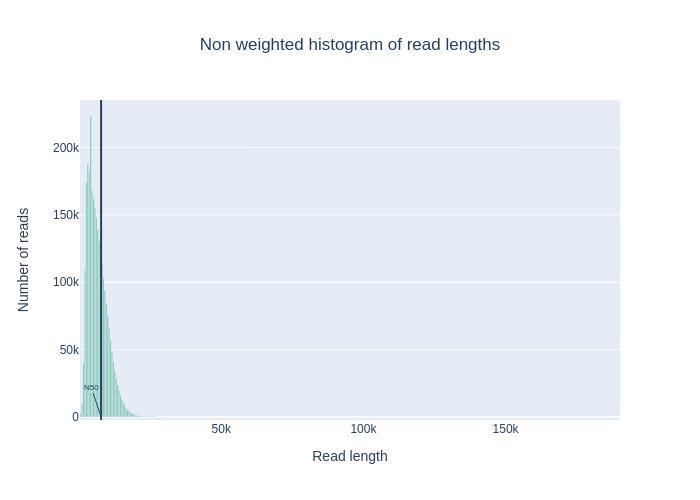 Non weighted histogram of read lengths
Number of reads
200k
150k
100k
50k
0
N50
50k
100k
150k
Read length